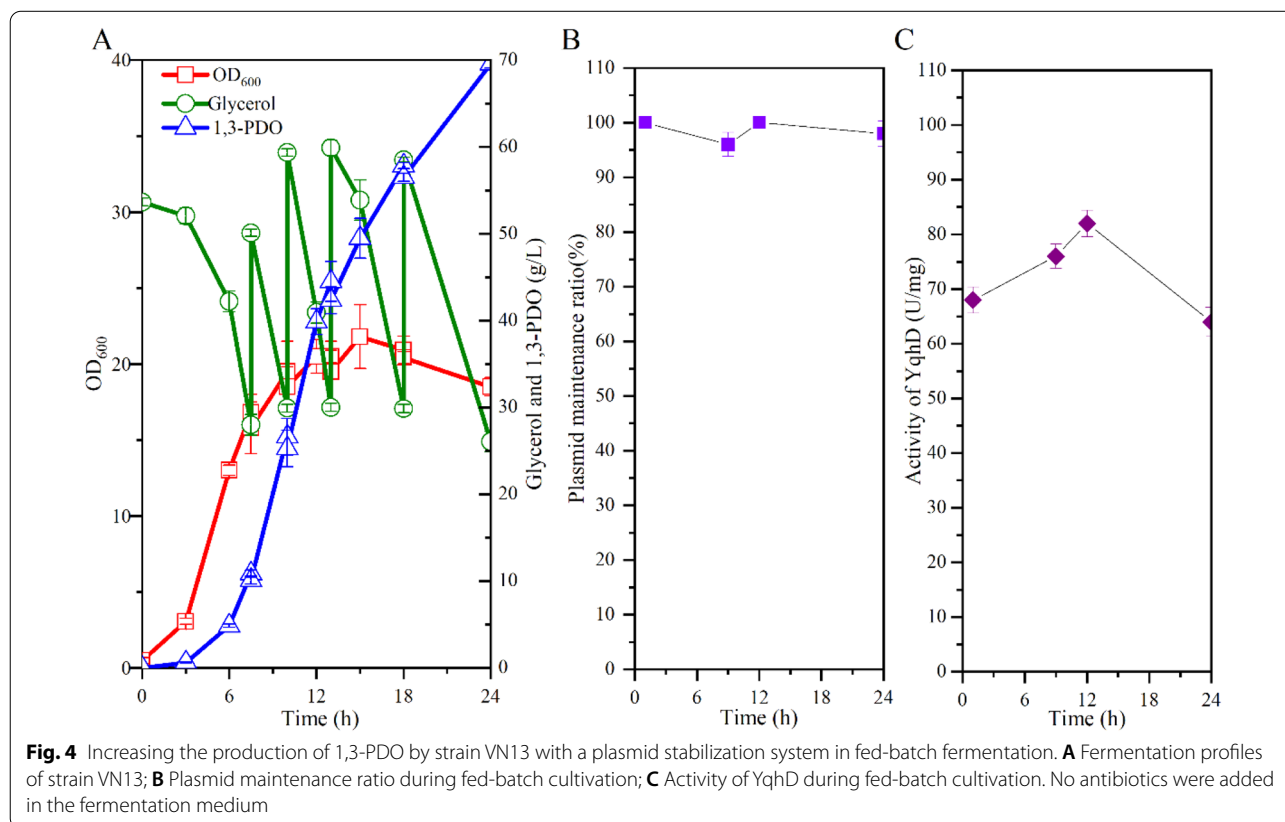 A
OD600
Glycerol
1,3-PDO
40
30
20
10
0
OD600
70
60
50
40
30
20
10
0
Glycerol and 1,3-PDO (g/L)
0 6 12 18 24
Time (h)
B
110
100
90
80
70
60
50
40
30
20
10
0
Plasmid maintenance ratio(%)
0 6 12 18 24
Time (h)
C
110
100
90
80
70
60
50
40
30
20
10
0
Activity of YqhD (U/mg)
0 6 12 18 24
Time (h)
Fig. 4 Increasing the production of 1,3-PDO by strain VN13 with a plasmid stabilization system in fed-batch fermentation. A Fermentation profiles
of strain VN13; B Plasmid maintenance ratio during fed-batch cultivation; C Activity of YqhD during fed-batch cultivation. No antibiotics were added
in the fermentation medium